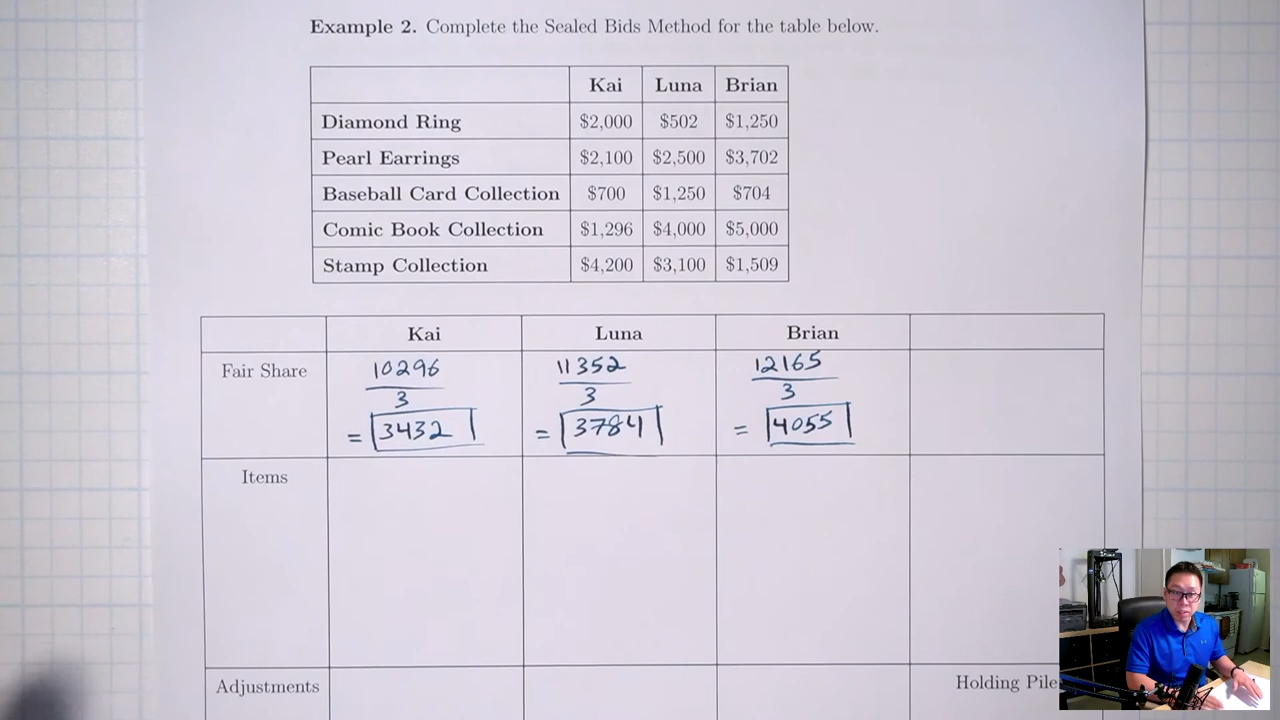 Example 2. Complete the Sealed Bids Method for the table below.
Kai Luna Brian
Diamond Ring $2,000 $502 $1,250
Pearl Earrings $2,100 $2,500 $3,702
Baseball Card Collection $700 $1,250 $704
Comic Book Collection $1,296 $4,000 $5,000
Stamp Collection $4,200 $3,100 $1,509
Kai Luna Brian
Fair Share 10296 11352 12165
3 3 3
= 3432 = 3784 = 4055
Items
Adjustments Holding Pile